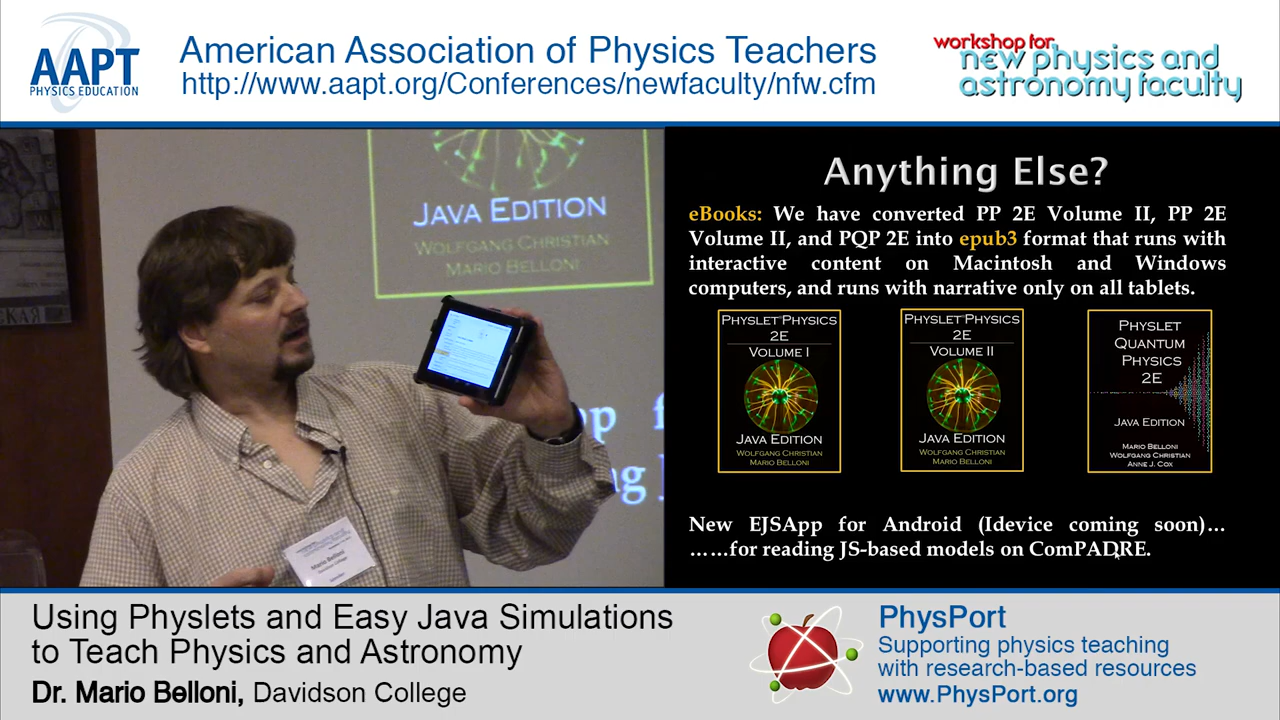 AAPT
PHYSICS EDUCATION
American Association of Physics Teachers
http://www.aapt.org/Conferences/newfaculty/nfw.cfm
workshop for
new physics and
astronomy faculty
JAVA EDITION
WOLFGANG CHRISTIAN
MARIO BELLONI
Mario Belloni
Davidson College
Anything Else?
eBooks: We have converted PP 2E Volume II, PP 2E
Volume II, and PQP 2E into epub3 format that runs with
interactive content on Macintosh and Windows
computers, and runs with narrative only on all tablets.
PHYSLET PHYSICS
2E
VOLUME I
JAVA EDITION
WOLFGANG CHRISTIAN
MARIO BELLONI
PHYSLET PHYSICS
2E
VOLUME II
JAVA EDITION
WOLFGANG CHRISTIAN
MARIO BELLONI
PHYSLET
QUANTUM
PHYSICS
2E
JAVA EDITION
MARIO BELLONI
WOLFGANG CHRISTIAN
ANNE J. COX
New EJSApp for Android (Idevice coming soon)…
……for reading JS-based models on ComPADRE.
Using Physlets and Easy Java Simulations
to Teach Physics and Astronomy
Dr. Mario Belloni, Davidson College
PhysPort
Supporting physics teaching
with research-based resources
www.PhysPort.org